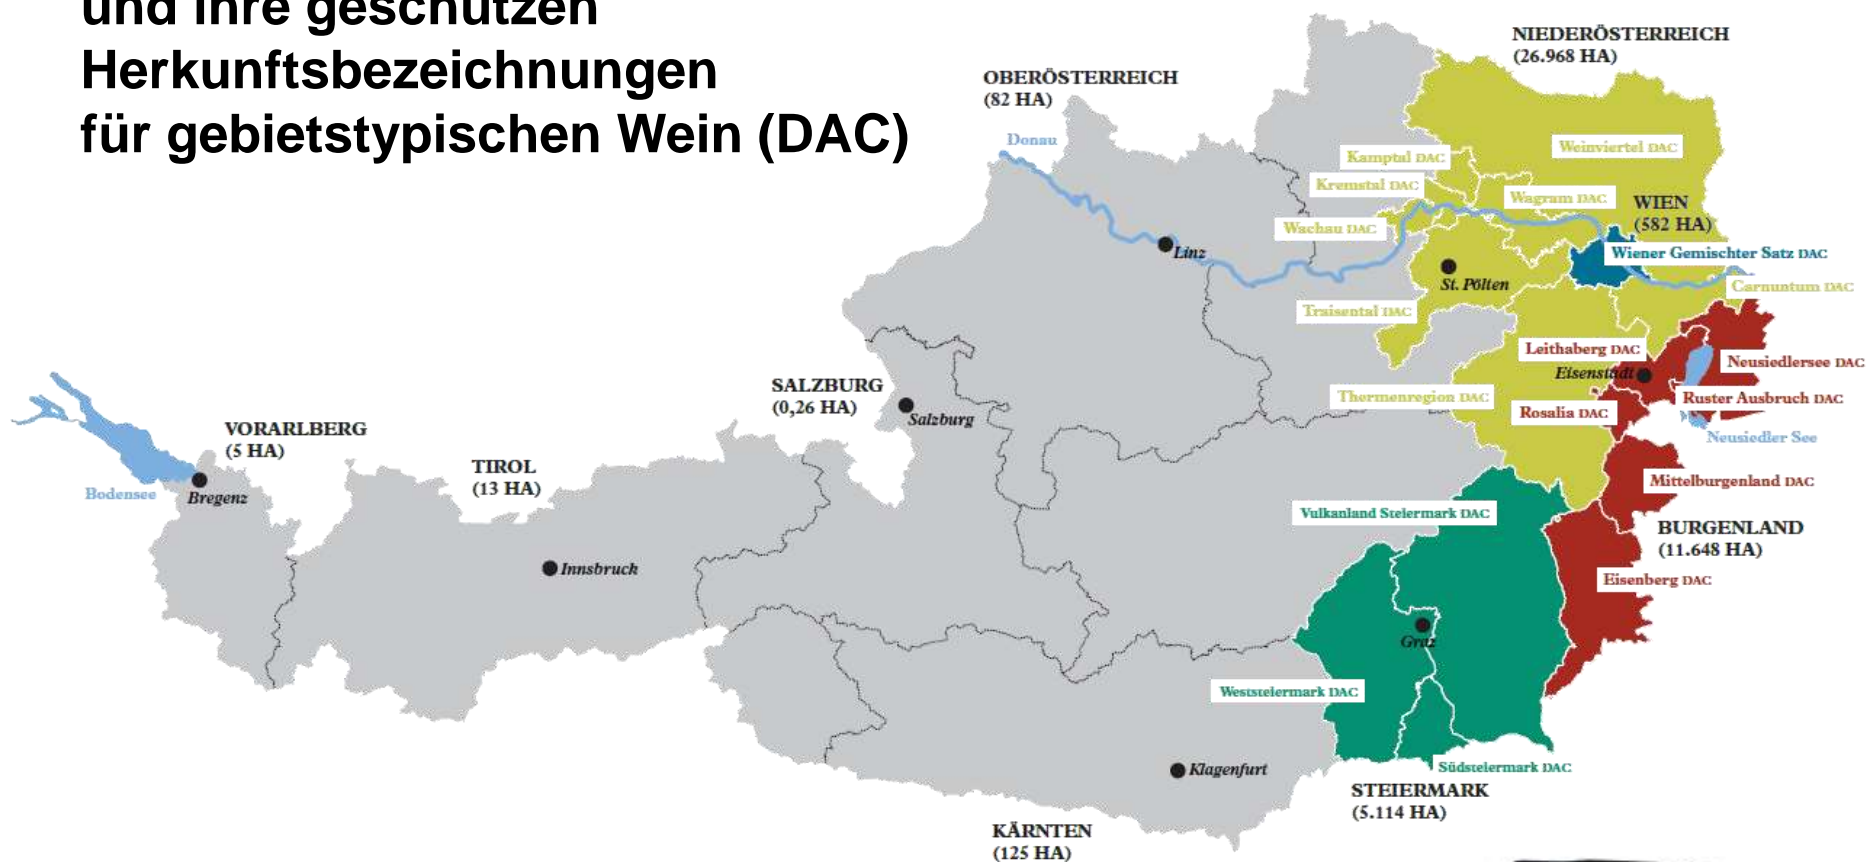 und ihre geschützen
Herkunftsbezeichnungen
für gebietstypischen Wein (DAC)
NIEDERÖSTERREICH
(26.968 HA)
OBERÖSTERREICH
(82 HA)
Donau
Weinviertel DAC
Kamptal DAC
Kremstal DAC
Wagram DAC
WIEN
(582 HA)
Wachau DAC
Linz
Wiener Gemischter Satz DAC
St. Pölten
Carnuntum DAC
Traisental DAC
Leithaberg DAC
Neusiedlersee DAC
Eisenstadt
SALZBURG
(0,26 HA)
Thermenregion DAC
Ruster Ausbruch DAC
Salzburg
Rosalia DAC
VORARLBERG
(5 HA)
Neusiedler See
TIROL
(13 HA)
Mittelburgenland DAC
Bodensee
Bregenz
Vulkanland Steiermark DAC
BURGENLAND
(11.648 HA)
Innsbruck
Eisenberg DAC
Graz
Weststeiermark DAC
Klagenfurt
Südsteiermark DAC
STEIERMARK
(5.114 HA)
KÄRNTEN
(125 HA)